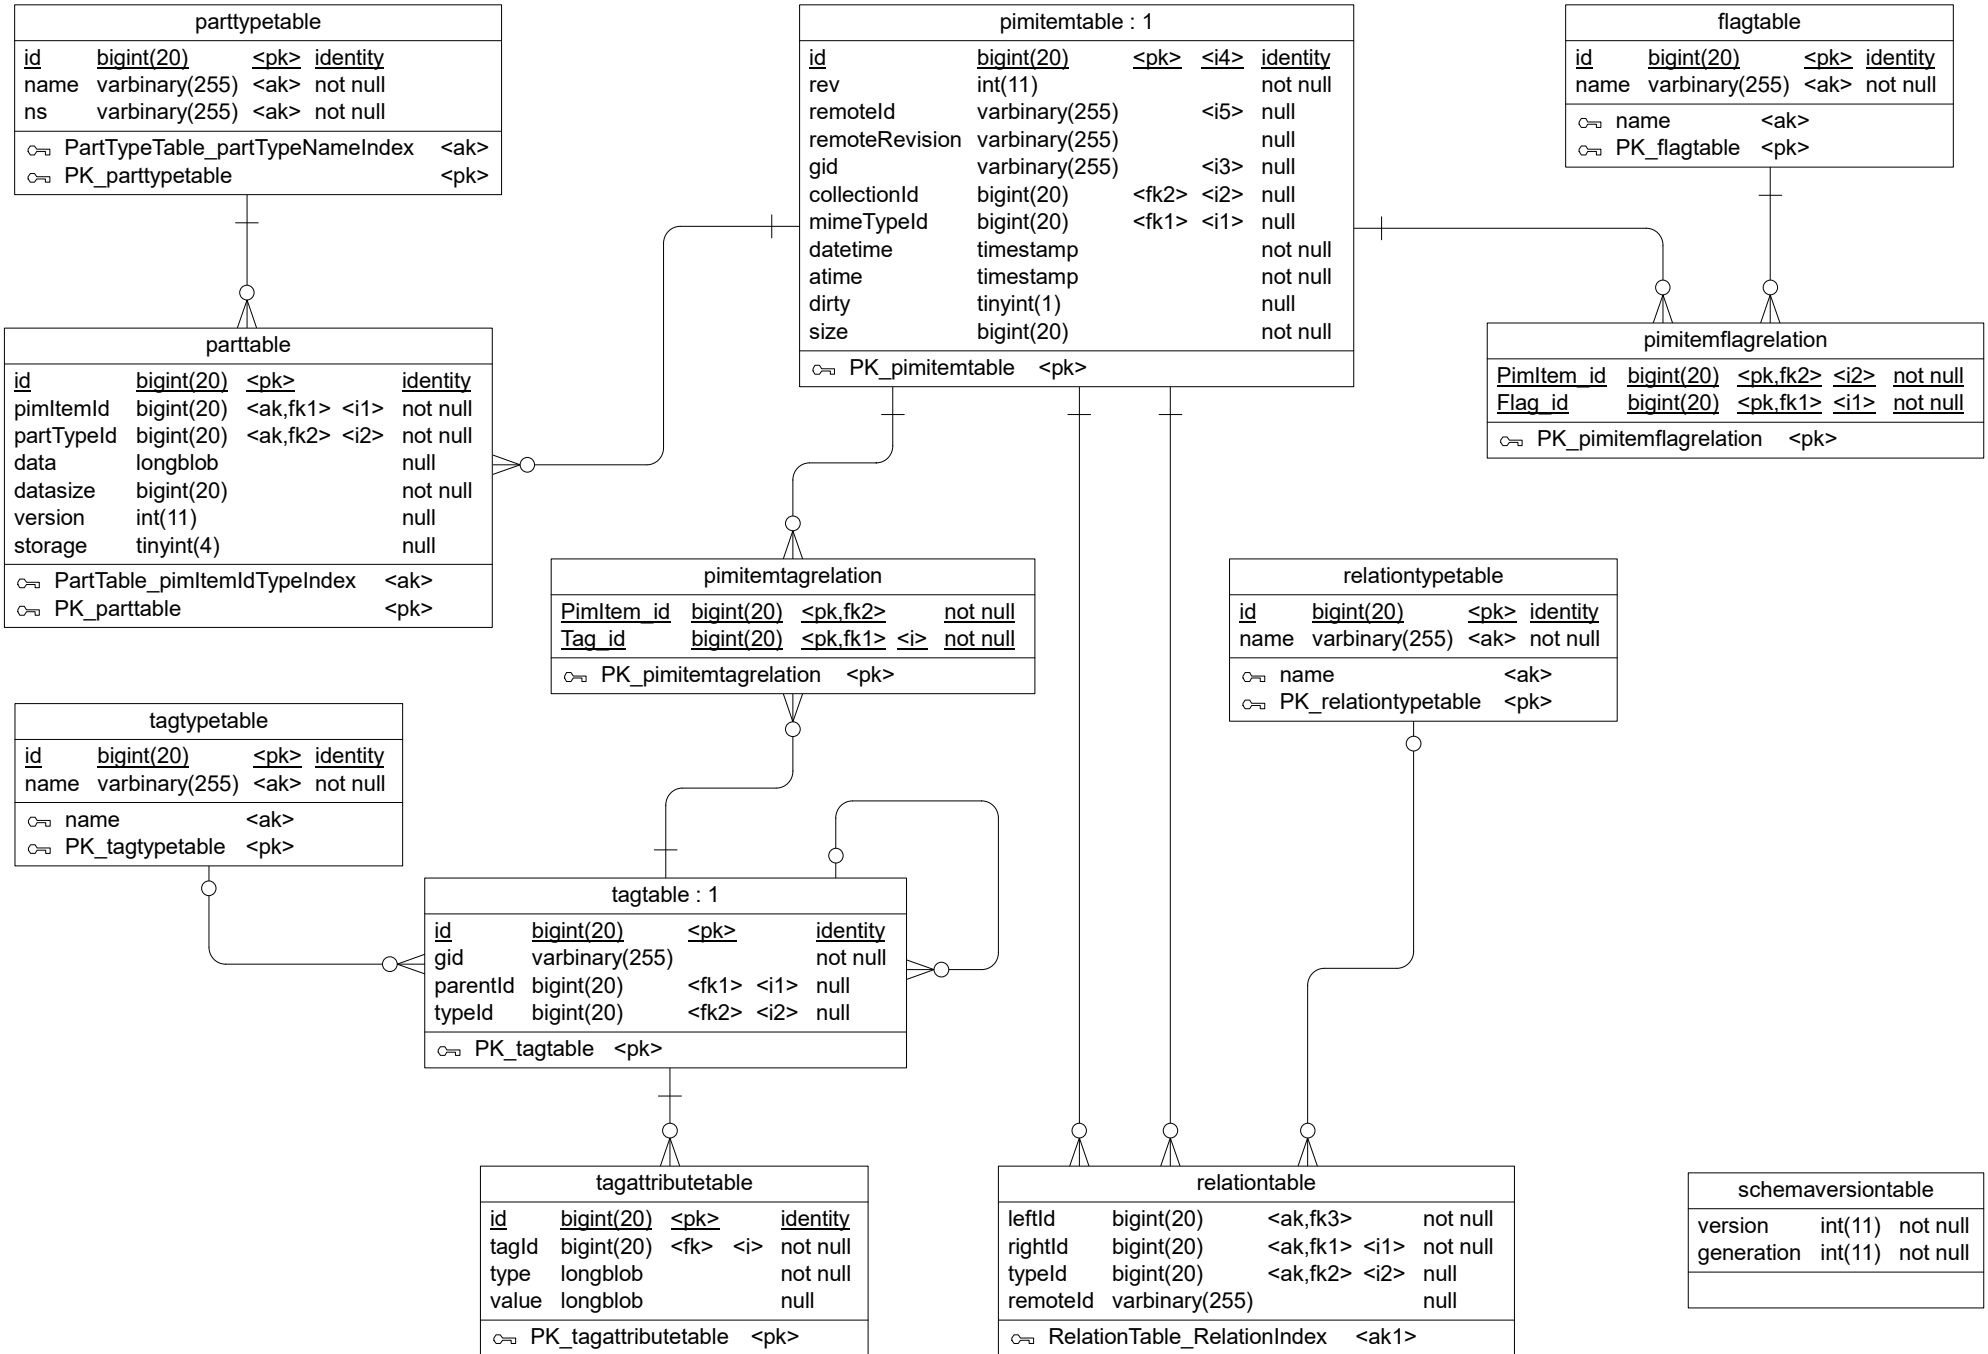 parttypetable
id bigint(20) <pk> identity
name varbinary(255) <ak> not null
ns varbinary(255) <ak> not null
PartTypeTable_partTypeNameIndex <ak>
PK_parttypetable <pk>
pimitemtable : 1
id bigint(20) <pk> <i4> identity
rev int(11) not null
remoteId varbinary(255) <i5> null
remoteRevision varbinary(255) null
gid varbinary(255) <i3> null
collectionId bigint(20) <fk2> <i2> null
mimeTypeId bigint(20) <fk1> <i1> null
datetime timestamp not null
atime timestamp not null
dirty tinyint(1) null
size bigint(20) not null
PK_pimitemtable <pk>
flagtable
id bigint(20) <pk> identity
name varbinary(255) <ak> not null
name <ak>
PK_flagtable <pk>
parttable
id bigint(20) <pk> identity
pimItemId bigint(20) <ak,fk1> <i1> not null
partTypeId bigint(20) <ak,fk2> <i2> not null
data longblob null
datasize bigint(20) not null
version int(11) null
storage tinyint(4) null
PartTable_pimItemIdTypeIndex <ak>
PK_parttable <pk>
pimitemflagrelation
PimItem_id bigint(20) <pk,fk2> <i2> not null
Flag_id bigint(20) <pk,fk1> <i1> not null
PK_pimitemflagrelation <pk>
pimitemtagrelation
PimItem_id bigint(20) <pk,fk2> not null
Tag_id bigint(20) <pk,fk1> <i> not null
PK_pimitemtagrelation <pk>
relationtypetable
id bigint(20) <pk> identity
name varbinary(255) <ak> not null
name <ak>
PK_relationtypetable <pk>
tagtypetable
id bigint(20) <pk> identity
name varbinary(255) <ak> not null
name <ak>
PK_tagtypetable <pk>
tagtable : 1
id bigint(20) <pk> identity
gid varbinary(255) not null
parentId bigint(20) <fk1> <i1> null
typeId bigint(20) <fk2> <i2> null
PK_tagtable <pk>
tagattributetable
id bigint(20) <pk> identity
tagId bigint(20) <fk> <i> not null
type longblob not null
value longblob null
PK_tagattributetable <pk>
relationtable
leftId bigint(20) <ak,fk3> not null
rightId bigint(20) <ak,fk1> <i1> not null
typeId bigint(20) <ak,fk2> <i2> null
remoteId varbinary(255) null
RelationTable_RelationIndex <ak1>
schemaversiontable
version int(11) not null
generation int(11) not null